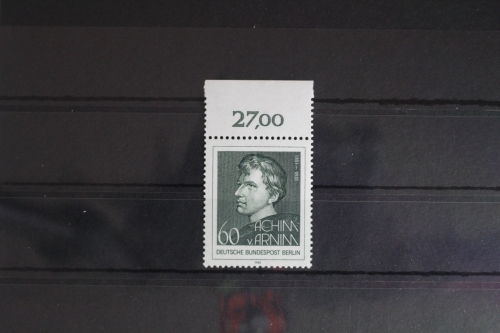 27,00
60 ACHIM
v. ARNIM
DEUTSCHE BUNDESPOST BERLIN